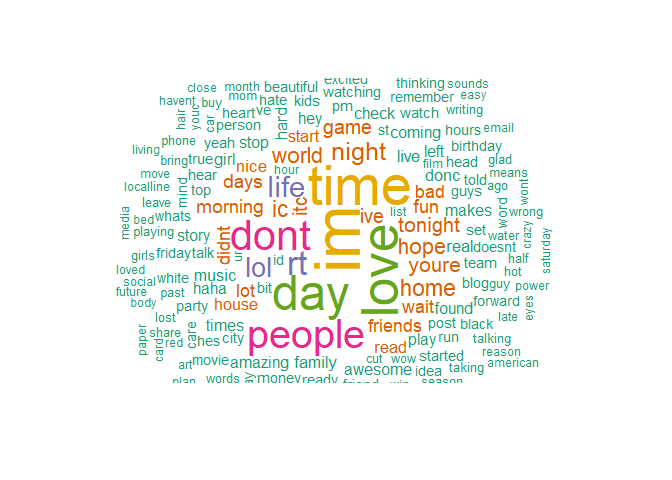 close month beautiful excited thinking sounds
havent buy mom hate kids watching remember easy
hair youc car heart ve hard hey pm check watch writing
phone person start game st coming hours email
living yeah stop world night live left birthday
bring true girl nice hour film head glad
move hear days life time bad donc told means
localline mind top guys ago wont
leave morning ic itc ive list fun makes word wrong
media bed whats didnt dont im love tonight set water crazy
playing story ur hope real doesnt saturday
girls friday talk lol id rt youre team half
loved social white music day home blog guy hot power
future past haha lot bit forward
body party house wait found late eyes
lost times people friends post black
paper share care city play run talking
card red ches read reason
art movie amazing family cut wow started american
words money ready awesome idea taking
plan friend win season